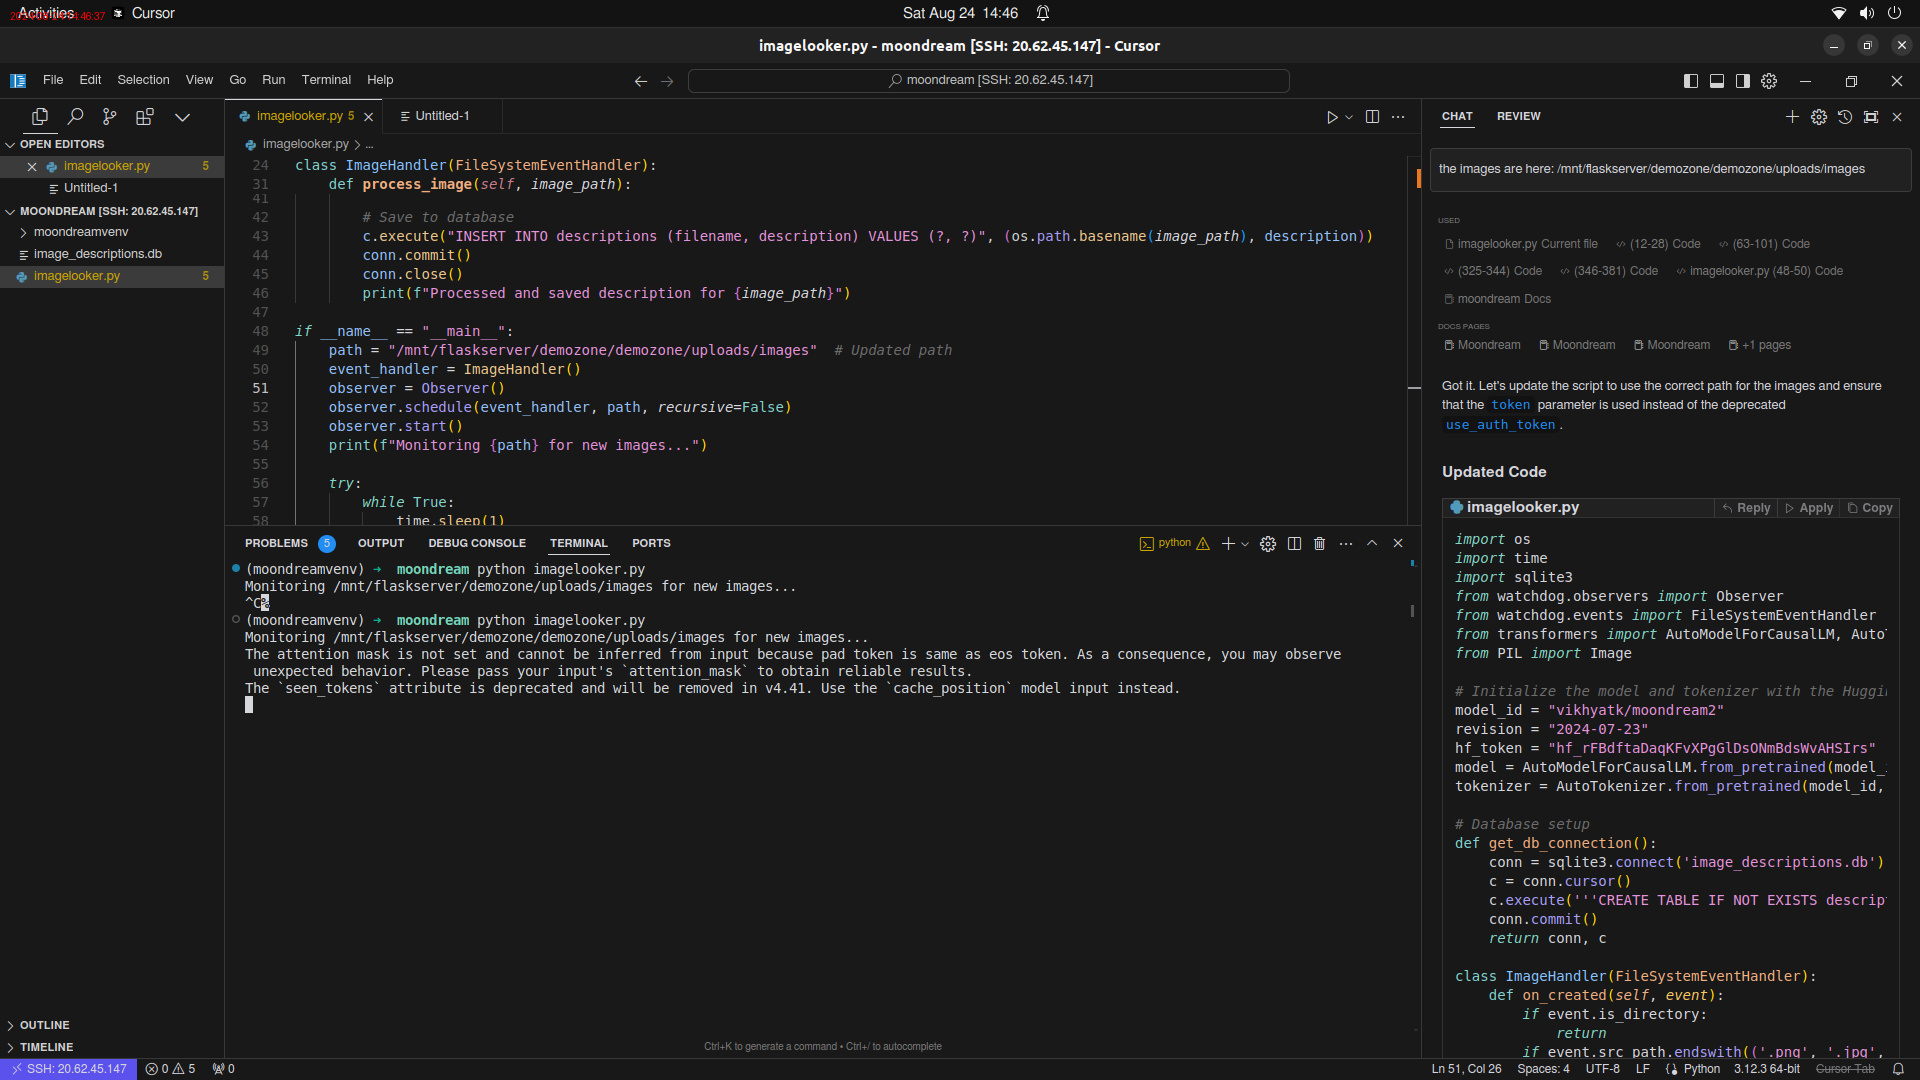 Activities
Cursor
Sat Aug 24 14:46
imagelooker.py - moondream [SSH: 20.62.45.147] - Cursor
File Edit Selection View Go Run Terminal Help
moondream [SSH: 20.62.45.147]
imagelooker.py 5
Untitled-1
CHAT REVIEW
OPEN EDITORS
imagelooker.py 5
Untitled-1
MOONDREAM [SSH: 20.62.45.147]
moondreamvenv
image_descriptions.db
imagelooker.py 5
OUTLINE
TIMELINE
imagelooker.py > ...
24 class ImageHandler(FileSystemEventHandler):
31 def process_image(self, image_path):
41
42 # Save to database
43 c.execute("INSERT INTO descriptions (filename, description) VALUES (?, ?)", (os.path.basename(image_path), description))
44 conn.commit()
45 conn.close()
46 print(f"Processed and saved description for {image_path}")
47
48 if __name__ == "__main__":
49 path = "/mnt/flaskserver/demozone/demozone/uploads/images" # Updated path
50 event_handler = ImageHandler()
51 observer = Observer()
52 observer.schedule(event_handler, path, recursive=False)
53 observer.start()
54 print(f"Monitoring {path} for new images...")
55
56 try:
57 while True:
58 time.sleep(1)
PROBLEMS 5 OUTPUT DEBUG CONSOLE TERMINAL PORTS
python
(moondreamvenv) → moondream python imagelooker.py
Monitoring /mnt/flaskserver/demozone/uploads/images for new images...
^C%
(moondreamvenv) → moondream python imagelooker.py
Monitoring /mnt/flaskserver/demozone/demozone/uploads/images for new images...
The attention mask is not set and cannot be inferred from input because pad token is same as eos token. As a consequence, you may observe
unexpected behavior. Please pass your input's `attention_mask` to obtain reliable results.
The `seen_tokens` attribute is deprecated and will be removed in v4.41. Use the `cache_position` model input instead.
Ctrl+K to generate a command • Ctrl+/ to autocomplete
the images are here: /mnt/flaskserver/demozone/demozone/uploads/images
USED
imagelooker.py Current file (12-28) Code (63-101) Code
(325-344) Code (346-381) Code imagelooker.py (48-50) Code
moondream Docs
DOCS PAGES
Moondream Moondream Moondream +1 pages
Got it. Let's update the script to use the correct path for the images and ensure
that the token parameter is used instead of the deprecated
use_auth_token.
Updated Code
imagelooker.py Reply Apply Copy
import os
import time
import sqlite3
from watchdog.observers import Observer
from watchdog.events import FileSystemEventHandler
from transformers import AutoModelForCausalLM, Auto
from PIL import Image
# Initialize the model and tokenizer with the Huggi
model_id = "vikhyatk/moondream2"
revision = "2024-07-23"
hf_token = "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"
model = AutoModelForCausalLM.from_pretrained(model_
tokenizer = AutoTokenizer.from_pretrained(model_id,
# Database setup
def get_db_connection():
conn = sqlite3.connect('image_descriptions.db')
c = conn.cursor()
c.execute('''CREATE TABLE IF NOT EXISTS descrip
conn.commit()
return conn, c
class ImageHandler(FileSystemEventHandler):
def on_created(self, event):
if event.is_directory:
return
if event.src_path.endswith(('.png', '.jpg',
SSH: 20.62.45.147 0 5 0
Ln 51, Col 26 Spaces: 4 UTF-8 LF Python 3.12.3 64-bit Cursor Tab